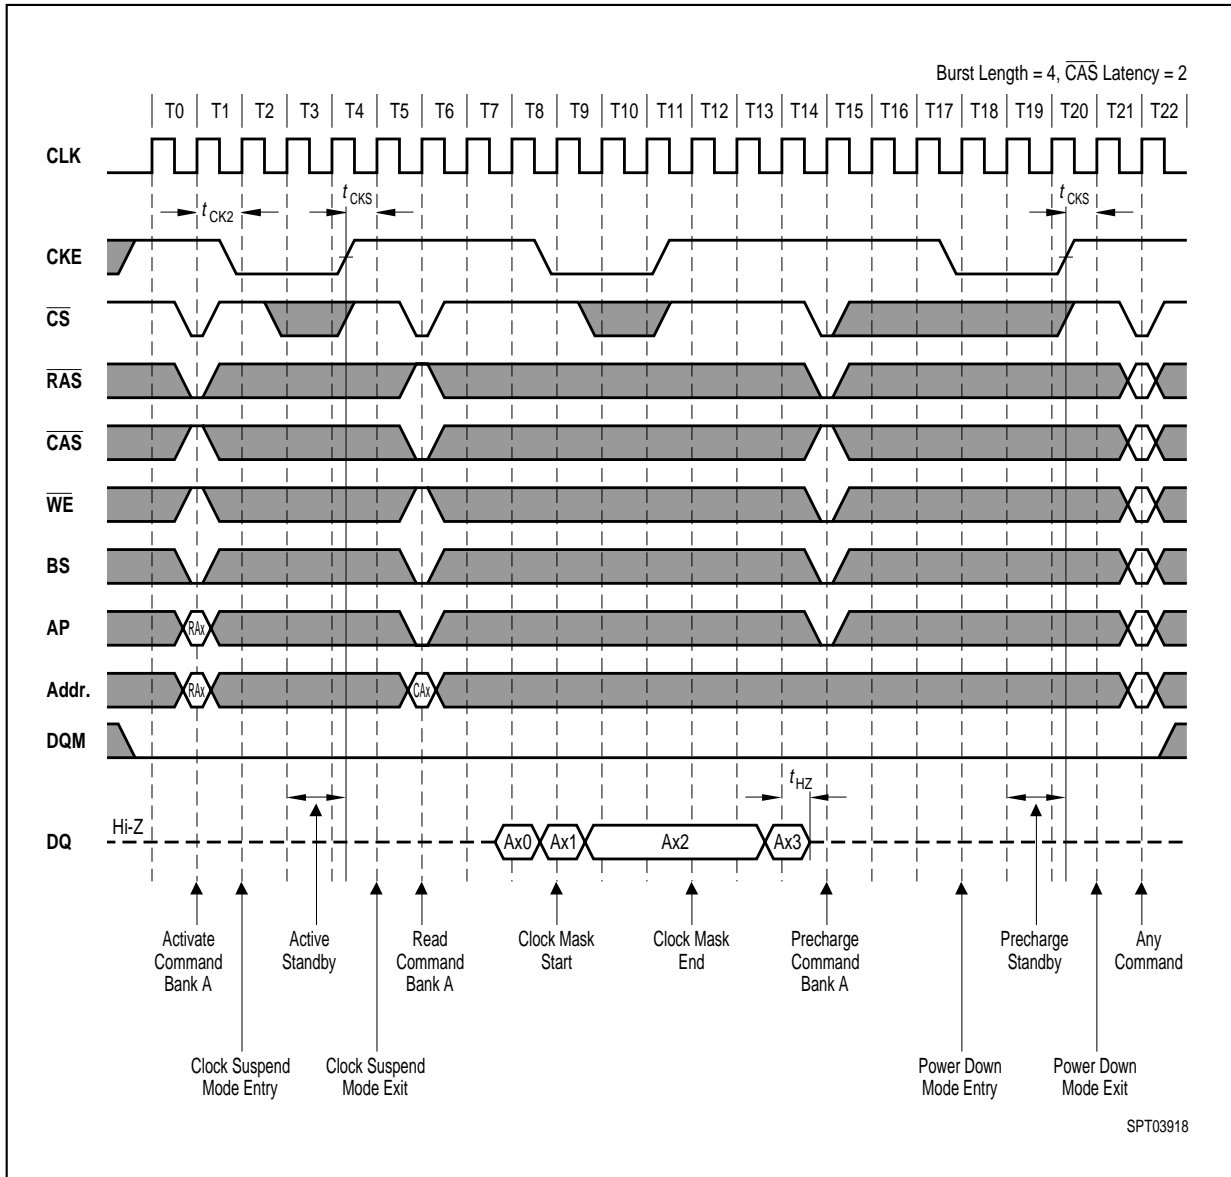 Burst Length = 4, CAS Latency = 2
T0 T1 T2 T3 T4 T5 T6 T7 T8 T9 T10 T11 T12 T13 T14 T15 T16 T17 T18 T19 T20 T21 T22
CLK
t CK2
t CKS
t CKS
CKE
CS
RAS
CAS
WE
BS
AP
RAx
Addr.
RAx
CAx
DQM
t HZ
Hi-Z
DQ
Ax0
Ax1
Ax2
Ax3
Activate
Command
Bank A
Active
Standby
Read
Command
Bank A
Clock Mask
Start
Clock Mask
End
Precharge
Command
Bank A
Precharge
Standby
Any
Command
Clock Suspend
Mode Entry
Clock Suspend
Mode Exit
Power Down
Mode Entry
Power Down
Mode Exit
SPT03918